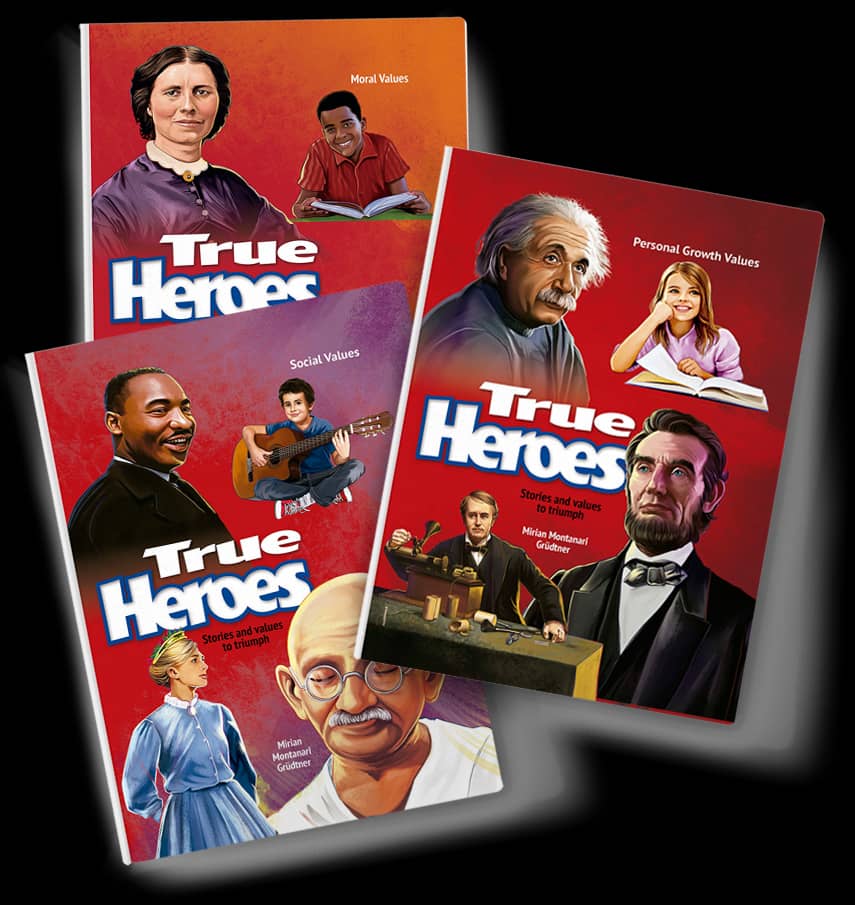 Moral Values
True
Heroes
Personal Growth Values
True
Heroes
Stories and values
to triumph
Mirian Montanari
Grüdtner
Social Values
True
Heroes
Stories and values
to triumph
Mirian
Montanari
Grüdtner